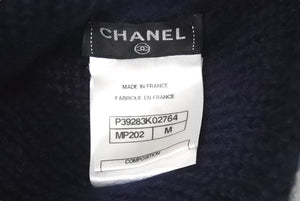 CHANEL
MADE IN FRANCE
FABRIQUE EN FRANCE
P39283K02764
MP202 M
COMPOSITION